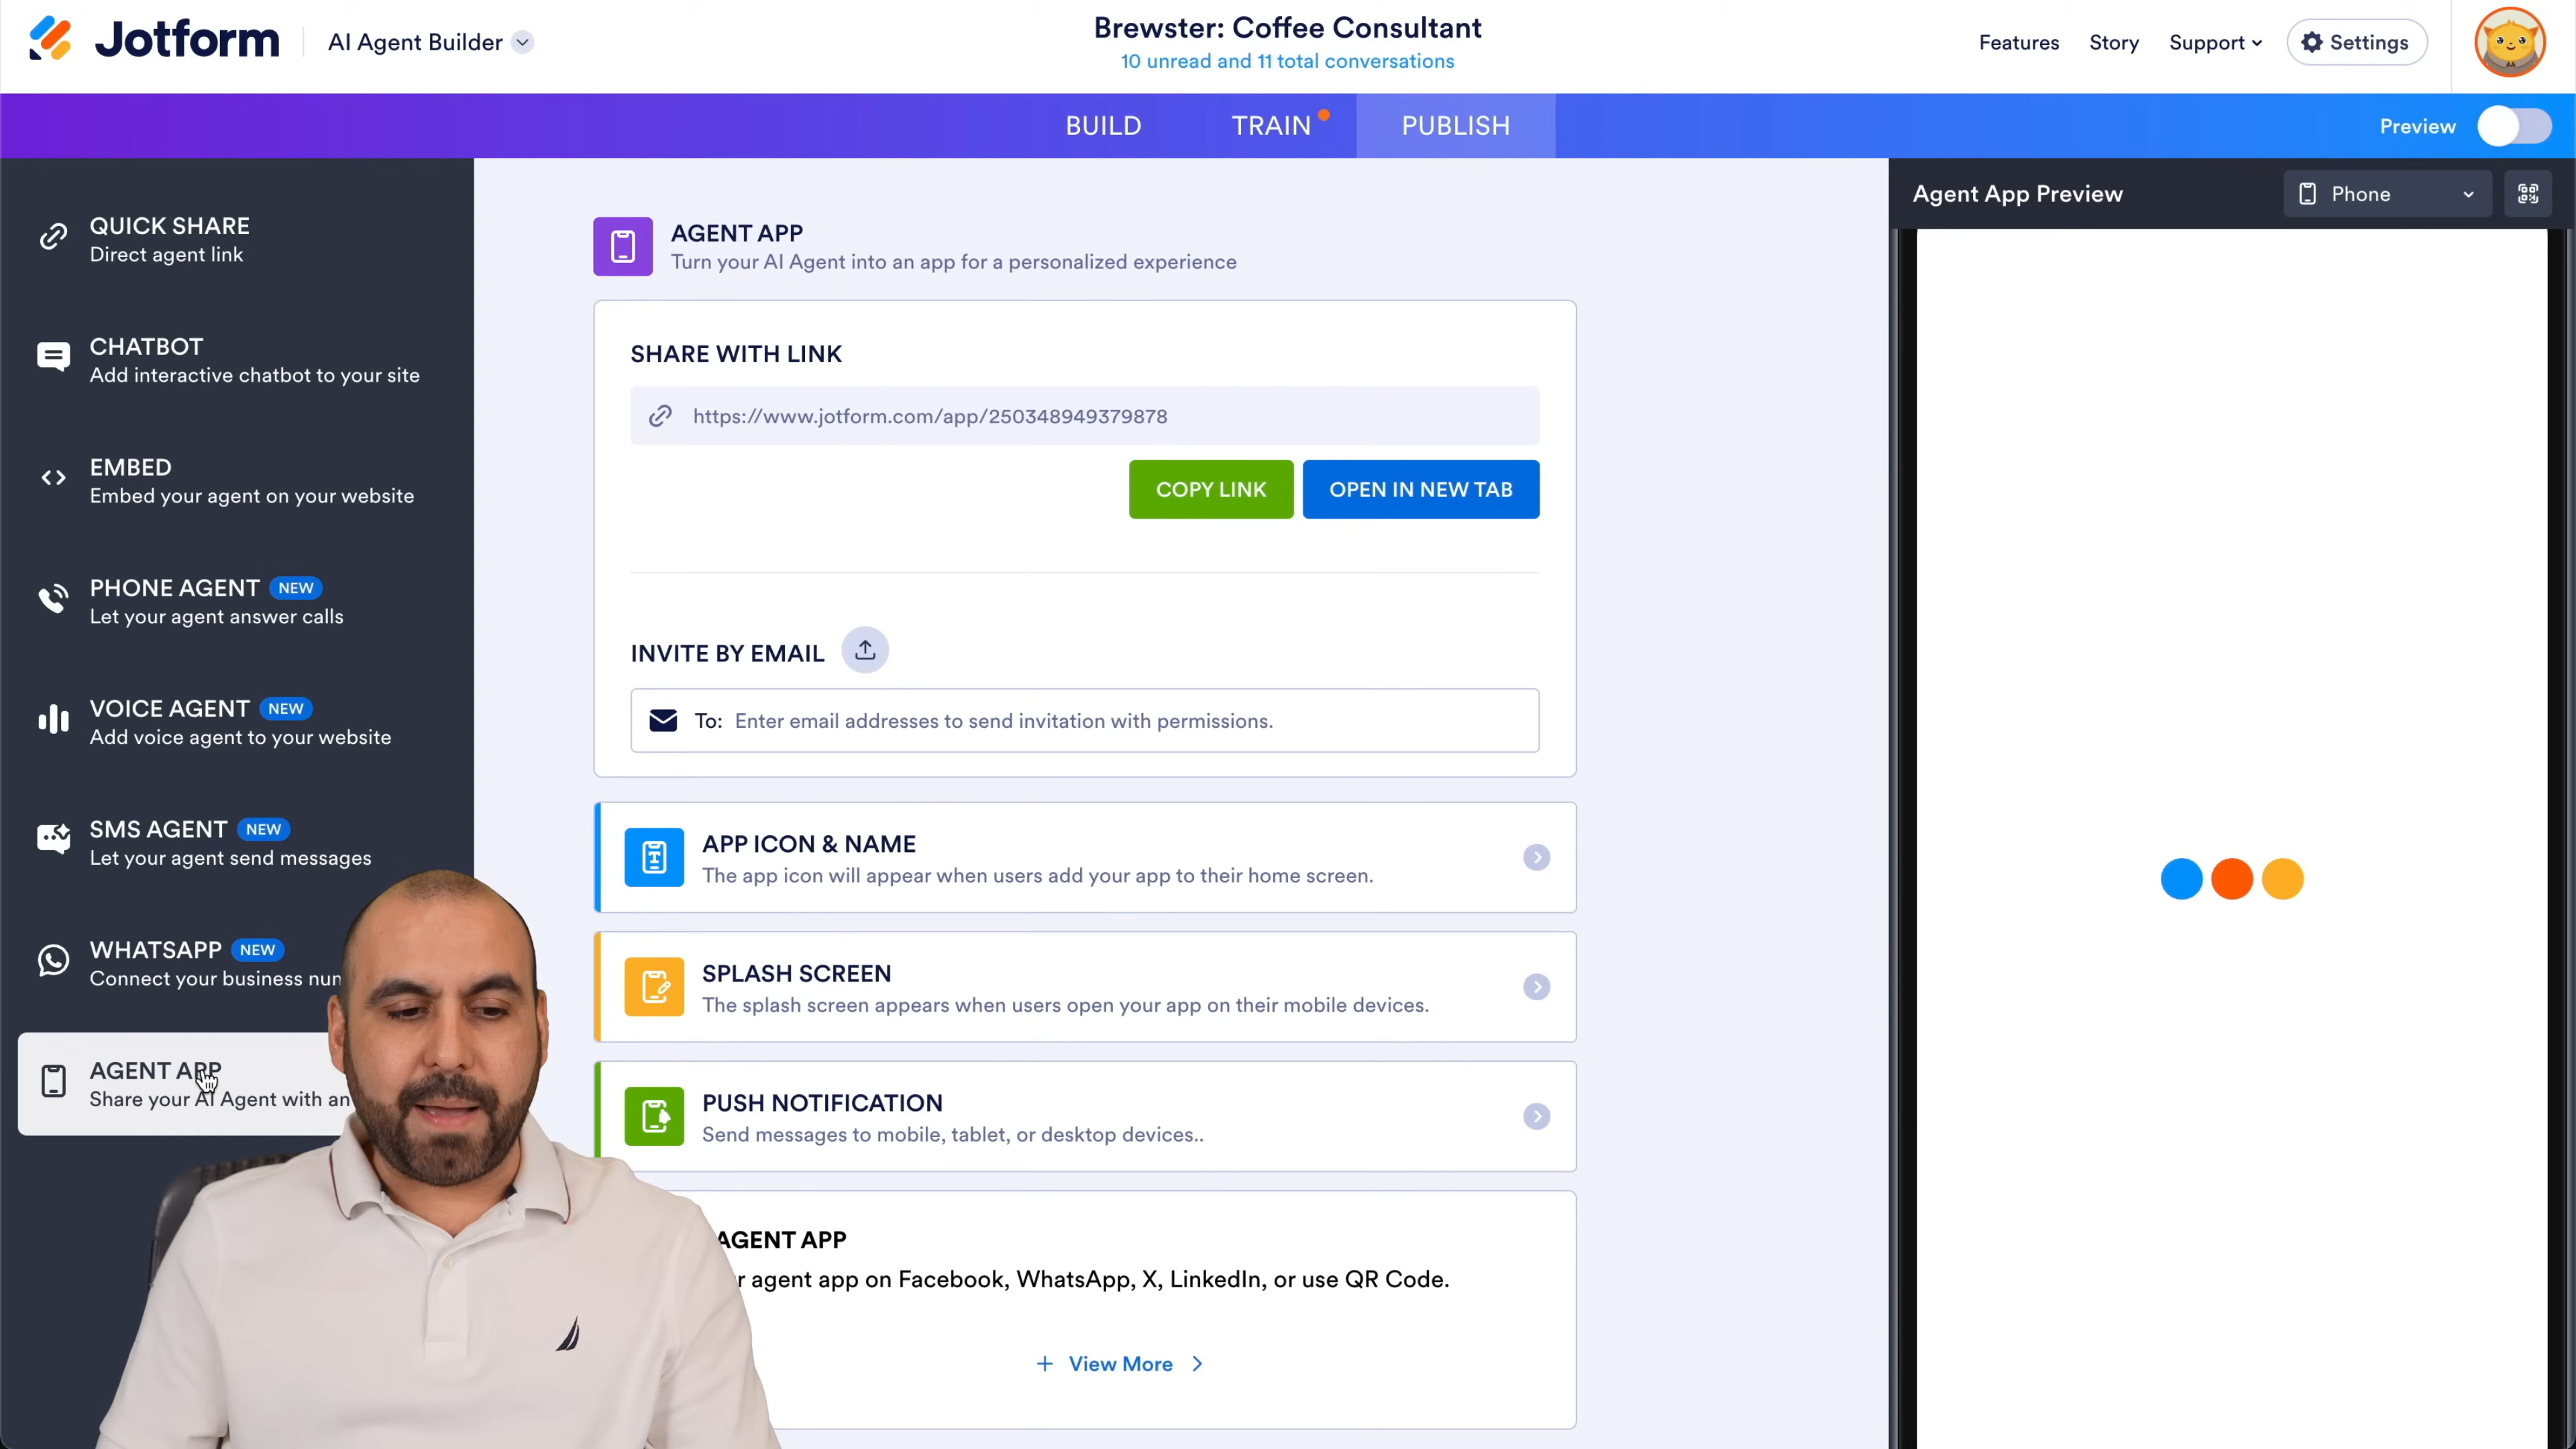 Jotform
AI Agent Builder
Brewster: Coffee Consultant
10 unread and 11 total conversations
Features
Story
Support
Settings
BUILD
TRAIN
PUBLISH
Preview
QUICK SHARE
Direct agent link
CHATBOT
Add interactive chatbot to your site
EMBED
Embed your agent on your website
PHONE AGENT NEW
Let your agent answer calls
VOICE AGENT NEW
Add voice agent to your website
SMS AGENT NEW
Let your agent send messages
WHATSAPP NEW
Connect your business
AGENT APP
Share your AI Agent with an
AGENT APP
Turn your AI Agent into an app for a personalized experience
SHARE WITH LINK
https://www.jotform.com/app/250348949379878
COPY LINK
OPEN IN NEW TAB
INVITE BY EMAIL
To: Enter email addresses to send invitation with permissions.
APP ICON & NAME
The app icon will appear when users add your app to their home screen.
SPLASH SCREEN
The splash screen appears when users open your app on their mobile devices.
PUSH NOTIFICATION
Send messages to mobile, tablet, or desktop devices..
AGENT APP
agent app on Facebook, WhatsApp, X, LinkedIn, or use QR Code.
+ View More
Agent App Preview
Phone